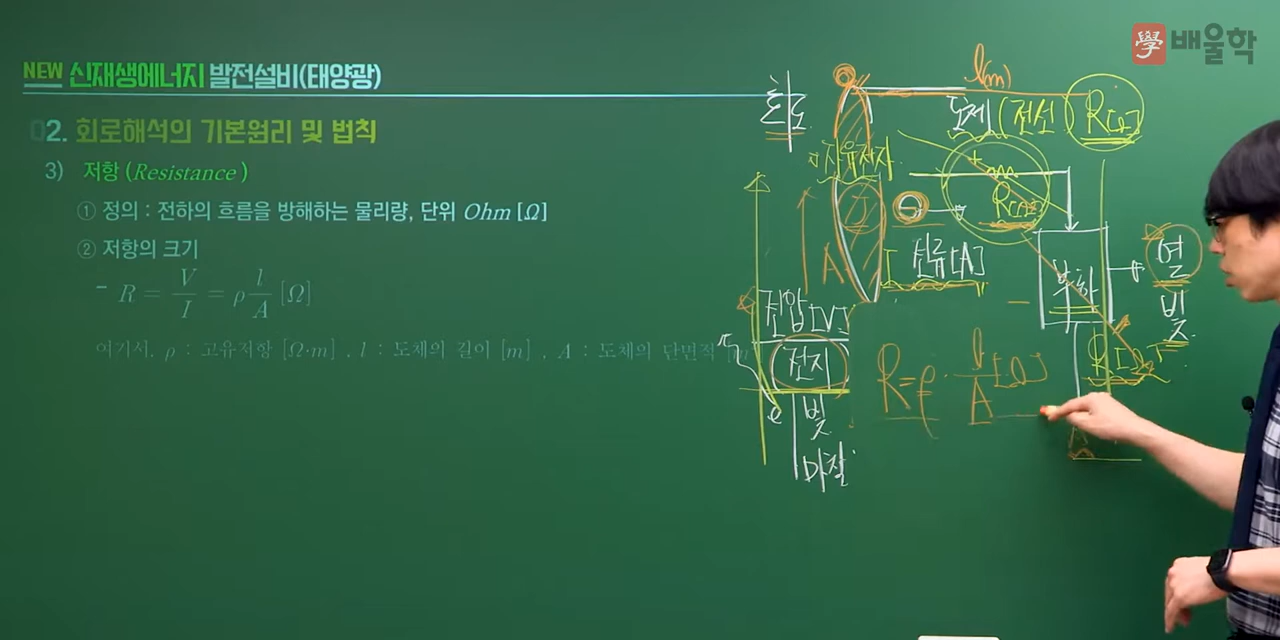 學 배울학
NEW 신재생에너지 발전설비(태양광)
02. 회로해석의 기본원리 및 법칙
3) 저항 (Resistance)
① 정의 : 전하의 흐름을 방해하는 물리량, 단위 Ohm [Ω]
② 저항의 크기
- R = V/I = ρ l/A [Ω]
여기서, ρ : 고유저항 [Ω·m] , l : 도체의 길이 [m] , A : 도체의 단면적 [m
l(m)
도체 (전선) R[Ω]
자유전자
R[Ω]
A
전류[A]
열
빛
부하
전압[V]
전지
R[Ω]
R=ρ·l/A[Ω]
e
빛
마찰